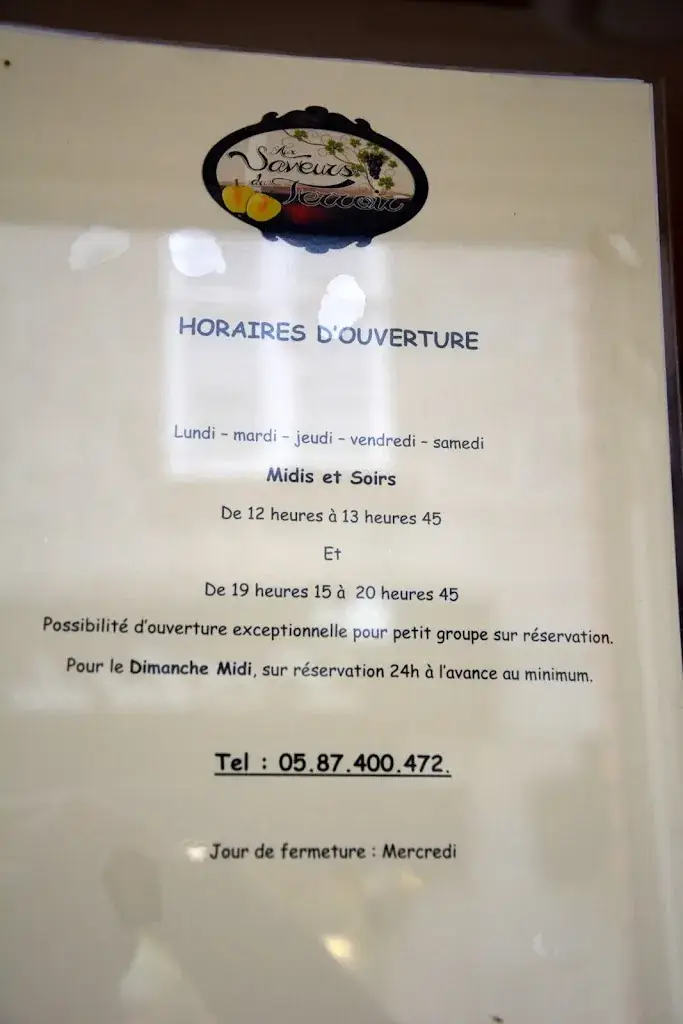 Aux
Saveurs
du Terroir
HORAIRES D'OUVERTURE
Lundi – mardi – jeudi – vendredi – samedi
Midis et Soirs
De 12 heures à 13 heures 45
Et
De 19 heures 15 à 20 heures 45
Possibilité d'ouverture exceptionnelle pour petit groupe sur réservation.
Pour le Dimanche Midi, sur réservation 24h à l'avance au minimum.
Tel : 05.87.400.472.
Jour de fermeture : Mercredi